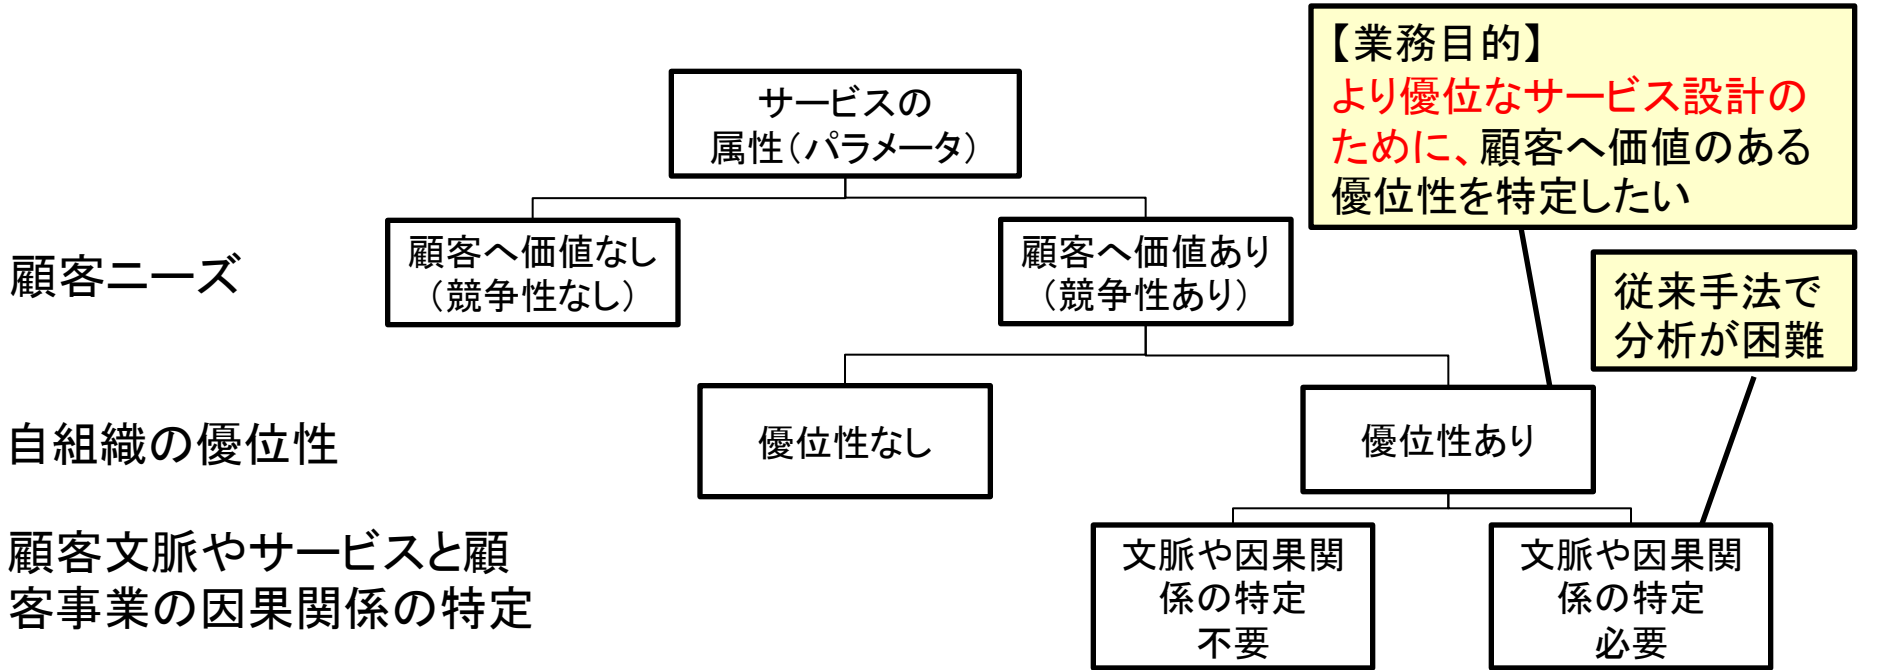 【業務目的】
より優位なサービス設計の
ために、顧客へ価値のある
優位性を特定したい
サービスの
属性(パラメータ)
顧客ニーズ
顧客へ価値なし
(競争性なし)
顧客へ価値あり
(競争性あり)
従来手法で
分析が困難
自組織の優位性
優位性なし
優位性あり
顧客文脈やサービスと顧
客事業の因果関係の特定
文脈や因果関
係の特定
不要
文脈や因果関
係の特定
必要